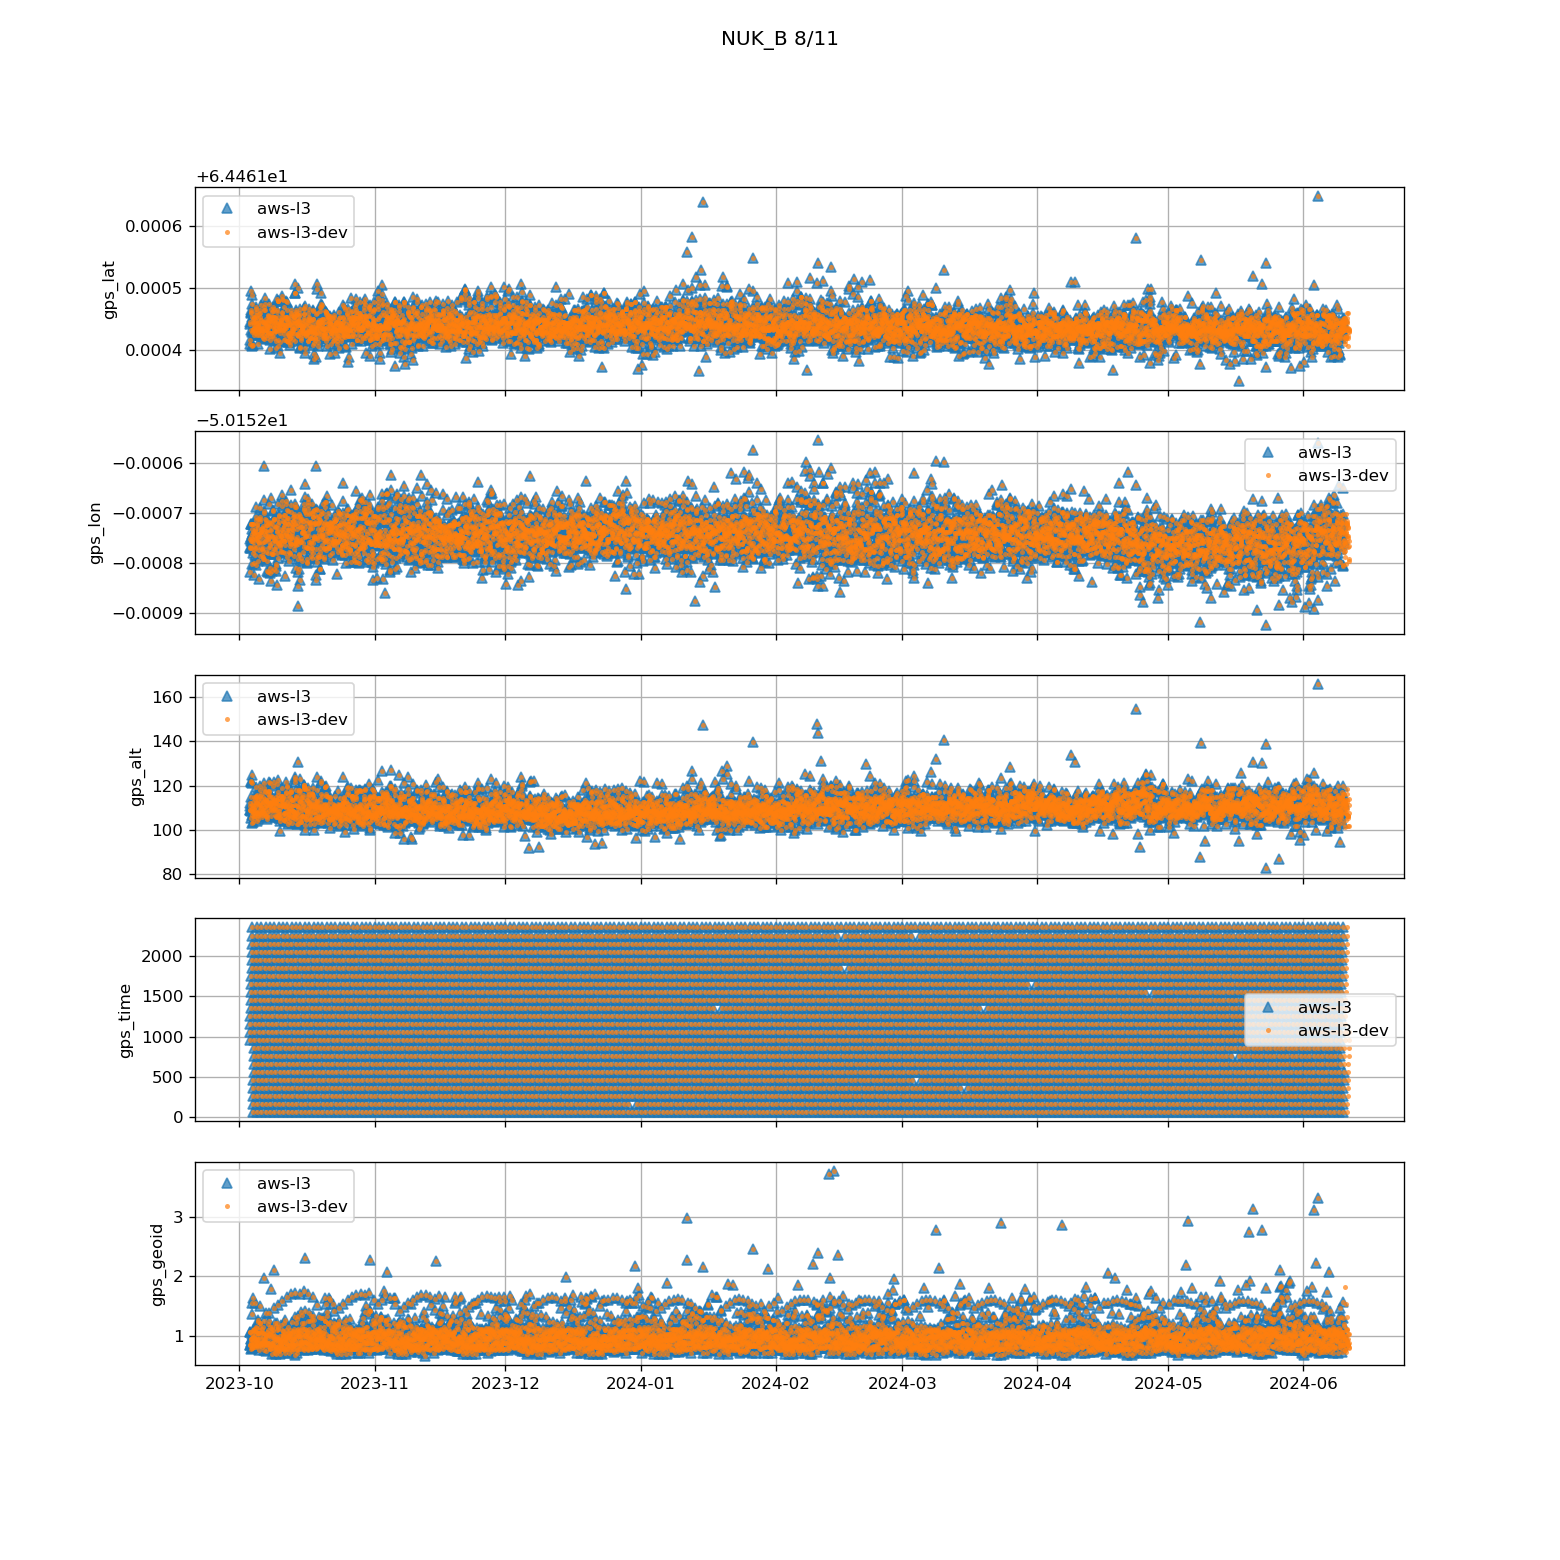 NUK_B 8/11
+6.4461e1
aws-l3
aws-l3-dev
gps_lat
0.0006
0.0005
0.0004
−5.0152e1
aws-l3
aws-l3-dev
gps_lon
−0.0006
−0.0007
−0.0008
−0.0009
aws-l3
aws-l3-dev
gps_alt
160
140
120
100
80
aws-l3
aws-l3-dev
gps_time
2000
1500
1000
500
0
aws-l3
aws-l3-dev
gps_geoid
3
2
1
2023-10 2023-11 2023-12 2024-01 2024-02 2024-03 2024-04 2024-05 2024-06